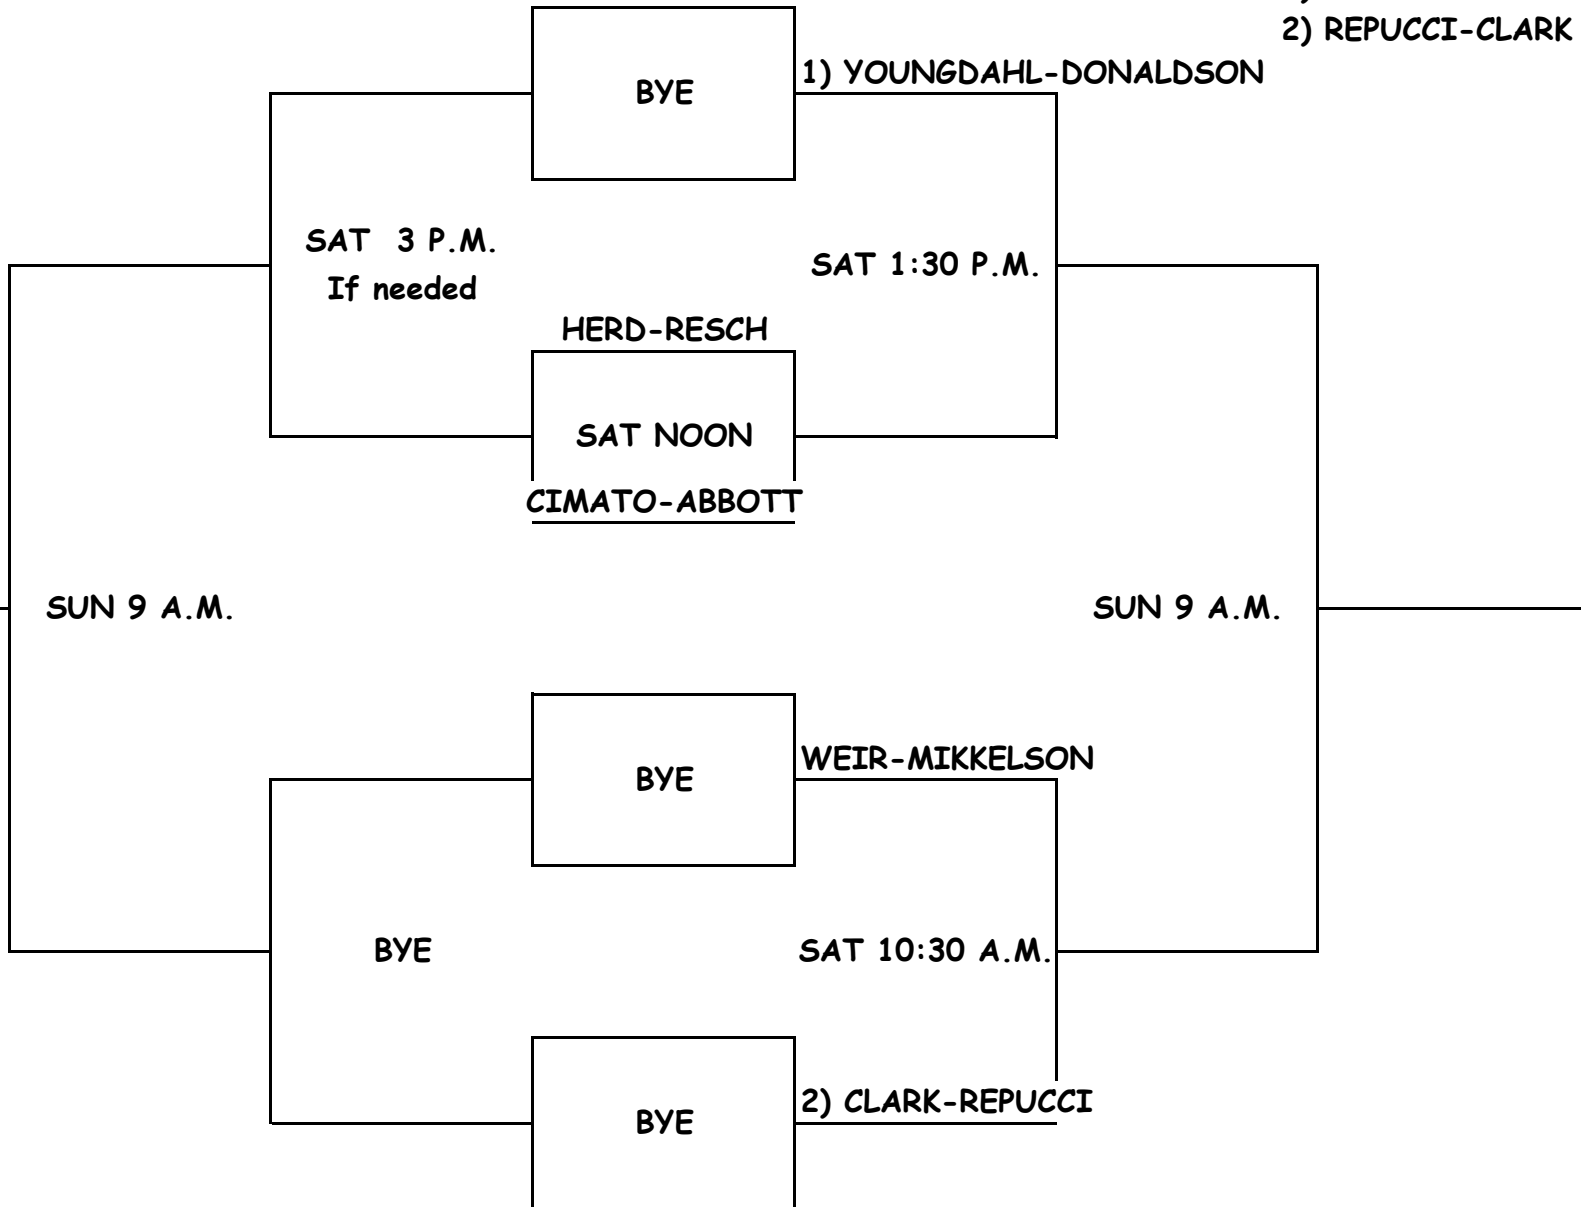 2) REPUCCI-CLARK
1) YOUNGDAHL-DONALDSON
BYE
SAT 3 P.M.
If needed
SAT 1:30 P.M.
HERD-RESCH
SAT NOON
CIMATO-ABBOTT
SUN 9 A.M.
SUN 9 A.M.
WEIR-MIKKELSON
BYE
BYE
SAT 10:30 A.M.
2) CLARK-REPUCCI
BYE